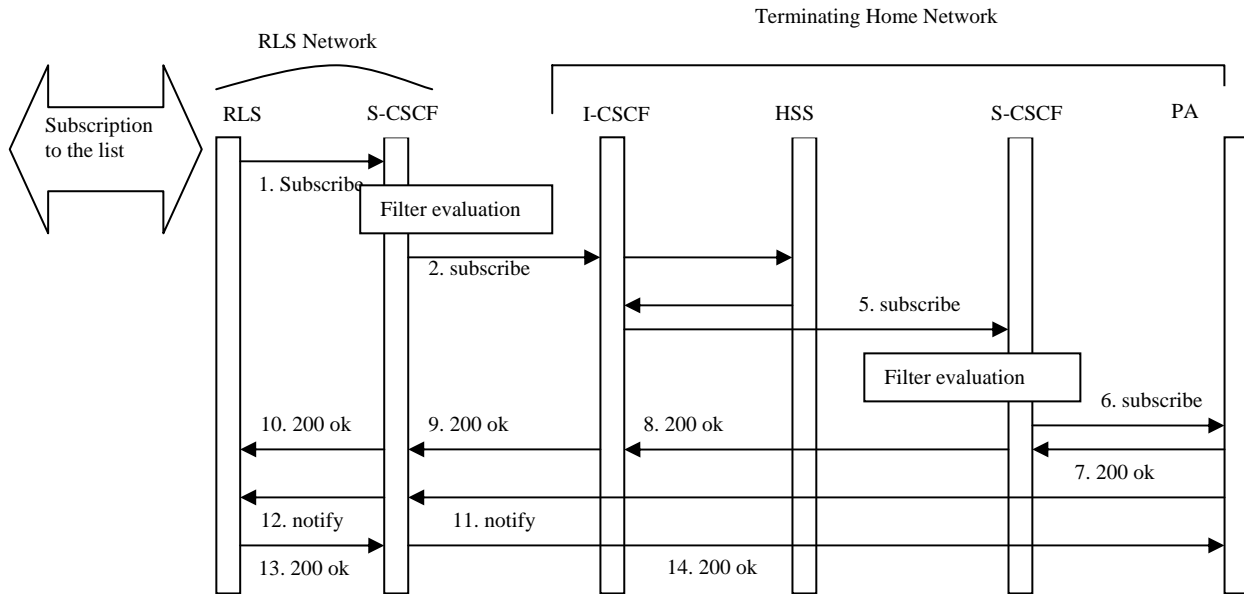 Terminating Home Network
RLS Network
Subscription
to the list
RLS
S-CSCF
I-CSCF
HSS
S-CSCF
PA
1. Subscribe
Filter evaluation
2. subscribe
5. subscribe
Filter evaluation
6. subscribe
10. 200 ok
9. 200 ok
8. 200 ok
7. 200 ok
12. notify
11. notify
13. 200 ok
14. 200 ok